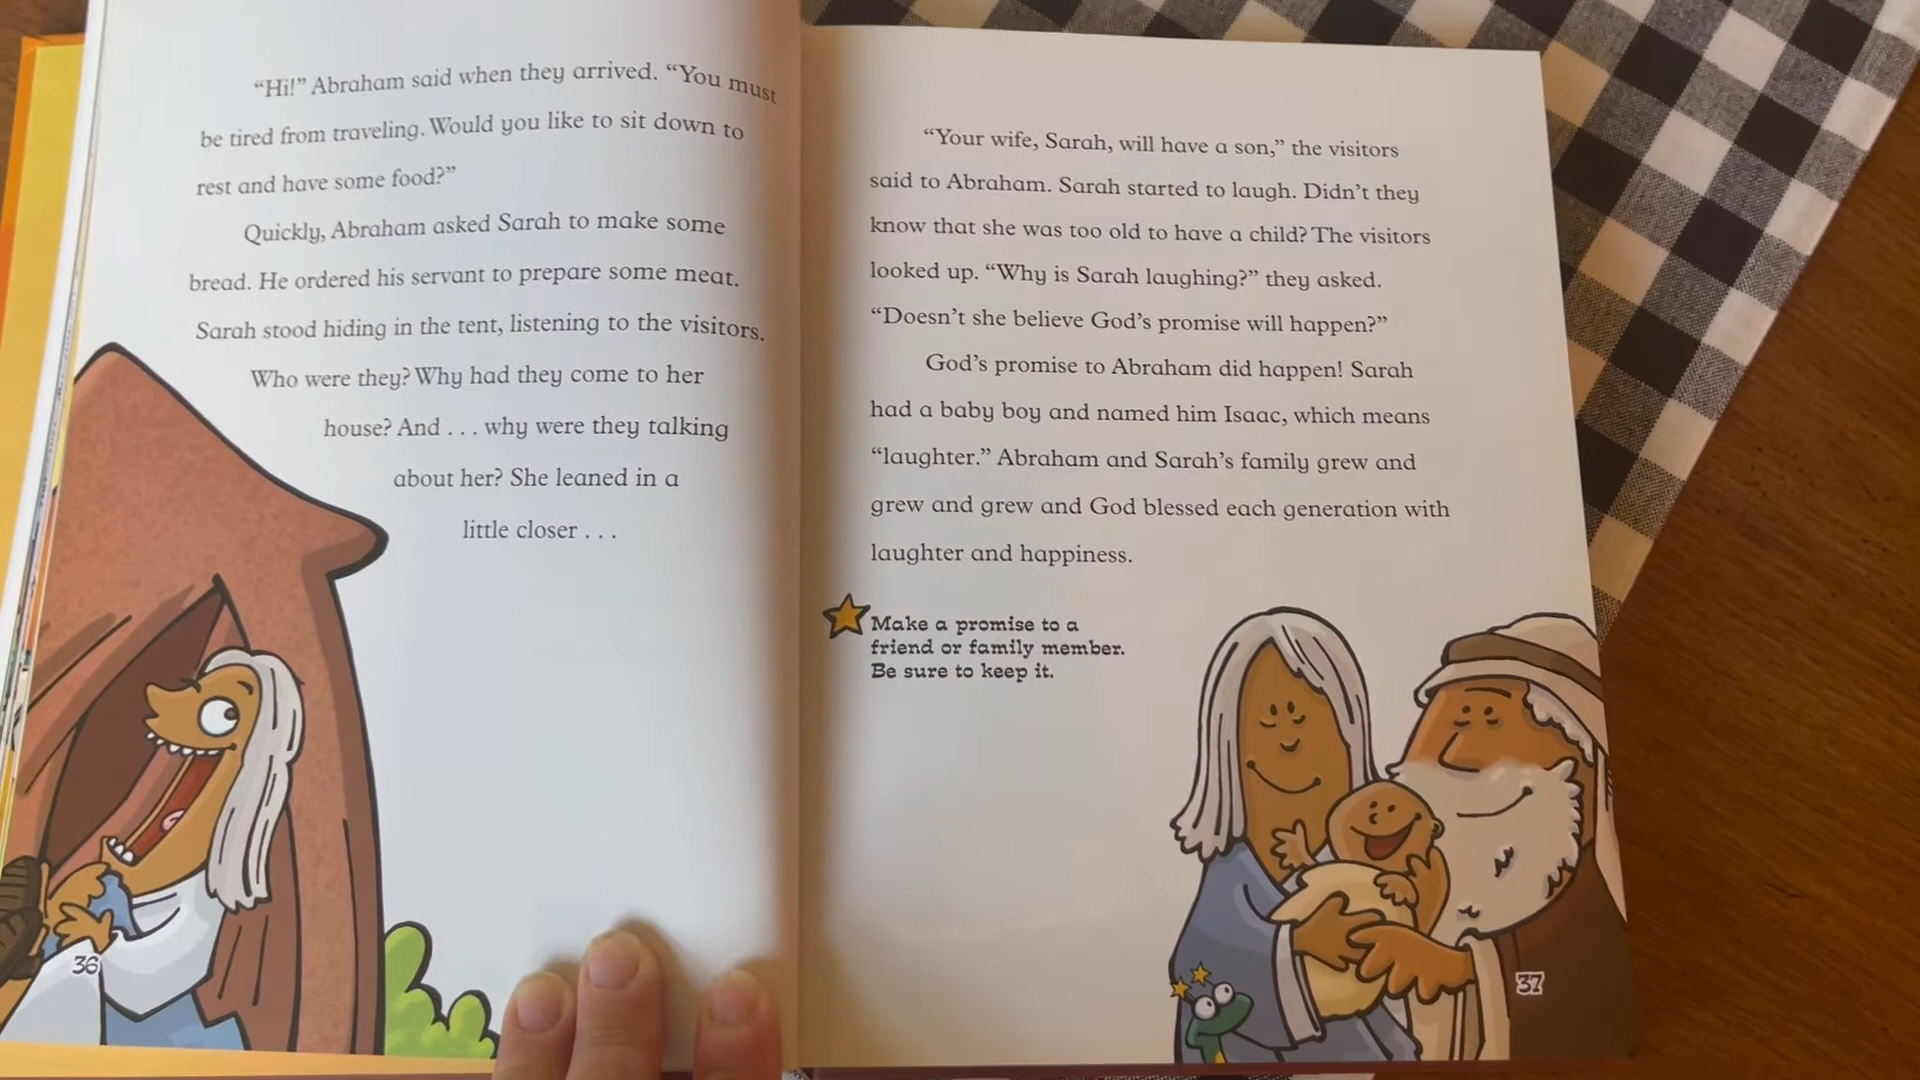 “Hi!” Abraham said when they arrived. “You must
be tired from traveling. Would you like to sit down to
rest and have some food?”
Quickly, Abraham asked Sarah to make some
bread. He ordered his servant to prepare some meat.
Sarah stood hiding in the tent, listening to the visitors.
Who were they? Why had they come to her
house? And . . . why were they talking
about her? She leaned in a
little closer . . .
36
“Your wife, Sarah, will have a son,” the visitors
said to Abraham. Sarah started to laugh. Didn’t they
know that she was too old to have a child? The visitors
looked up. “Why is Sarah laughing?” they asked.
“Doesn’t she believe God’s promise will happen?”
God’s promise to Abraham did happen! Sarah
had a baby boy and named him Isaac, which means
“laughter.” Abraham and Sarah’s family grew and
grew and grew and God blessed each generation with
laughter and happiness.
Make a promise to a
friend or family member.
Be sure to keep it.
37